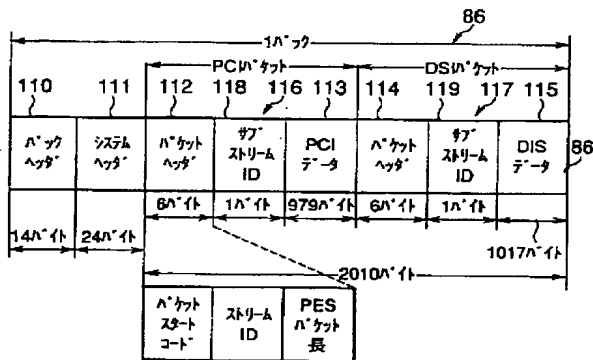 86
1パック
PCIパケット
DSIパケット
110
111
112
118
116
113
114
119
117
115
パック
ヘッダ
システム
ヘッダ
パケット
ヘッダ
サブ
ストリーム
ID
PCI
データ
パケット
ヘッダ
サブ
ストリーム
ID
DIS
データ
86
6バイト
1バイト
979バイト
6バイト
1バイト
14バイト
24バイト
1017バイト
2010バイト
パケット
スタート
コード
ストリーム
ID
PES
パケット
長